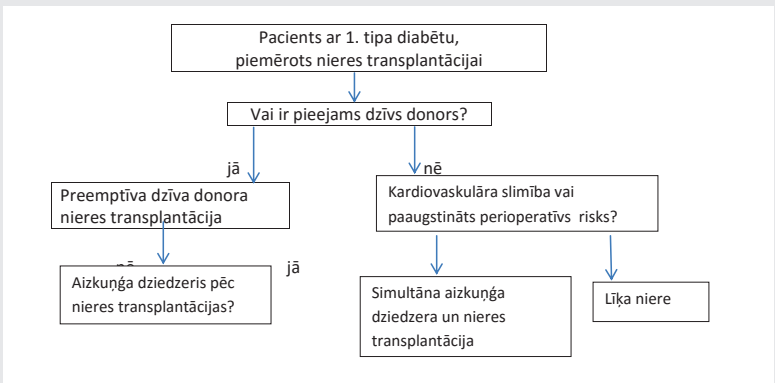 Pacients ar 1. tipa diabētu,
piemērots nieres transplantācijai
Vai ir pieejams dzīvs donors?
jā
nē
Preemptīva dzīva donora
nieres transplantācija
Kardiovaskulāra slimība vai
paaugstināts perioperatīvs risks?
jā
Aizkuņģa dziedzeris pēc
nieres transplantācijas?
Simultāna aizkuņģa
dziedzera un nieres
transplantācija
Līķa niere